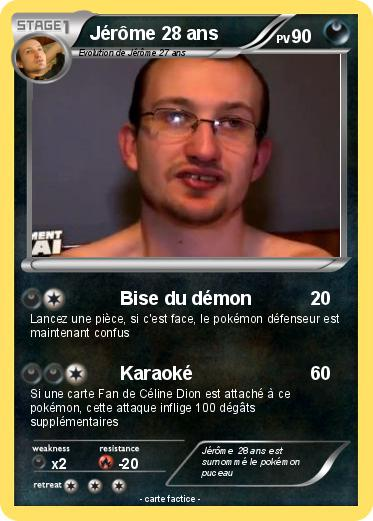 STAGE1
Jérôme 28 ans
PV 90
Evolution de Jérôme 27 ans
MENT
AI
Bise du démon 20
Lancez une pièce, si c'est face, le pokémon défenseur est
maintenant confus
Karaoké 60
Si une carte Fan de Céline Dion est attaché à ce
pokémon, cette attaque inflige 100 dégâts
supplémentaires
weakness
resistance
x2
-20
retreat
Jérôme 28 ans est
surnommé le pokémon
puceau
- carte factice -